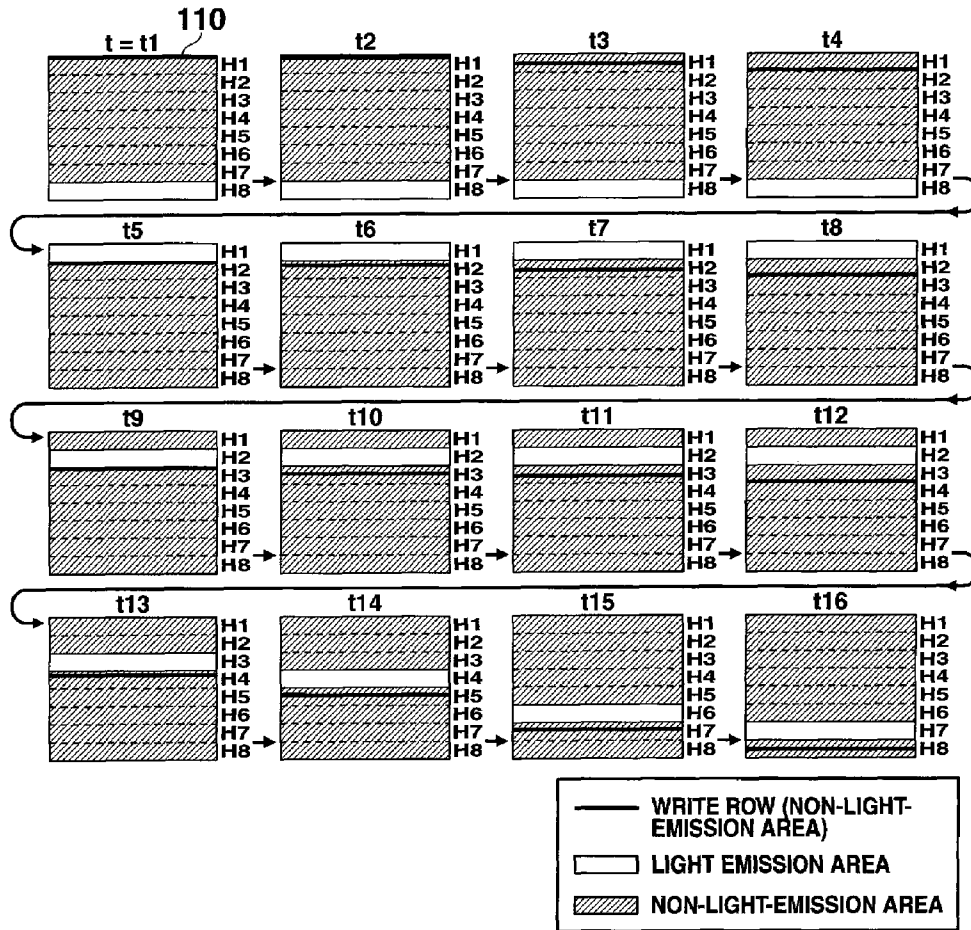 110
t = t1 t2 t3 t4
H1 H1 H1 H1
H2 H2 H2 H2
H3 H3 H3 H3
H4 H4 H4 H4
H5 H5 H5 H5
H6 H6 H6 H6
H7 H7 H7 H7
H8 H8 H8 H8
t5 t6 t7 t8
H1 H1 H1 H1
H2 H2 H2 H2
H3 H3 H3 H3
H4 H4 H4 H4
H5 H5 H5 H5
H6 H6 H6 H6
H7 H7 H7 H7
H8 H8 H8 H8
t9 t10 t11 t12
H1 H1 H1 H1
H2 H2 H2 H2
H3 H3 H3 H3
H4 H4 H4 H4
H5 H5 H5 H5
H6 H6 H6 H6
H7 H7 H7 H7
H8 H8 H8 H8
t13 t14 t15 t16
H1 H1 H1 H1
H2 H2 H2 H2
H3 H3 H3 H3
H4 H4 H4 H4
H5 H5 H5 H5
H6 H6 H6 H6
H7 H7 H7 H7
H8 H8 H8 H8
WRITE ROW (NON-LIGHT-
EMISSION AREA)
LIGHT EMISSION AREA
NON-LIGHT-EMISSION AREA